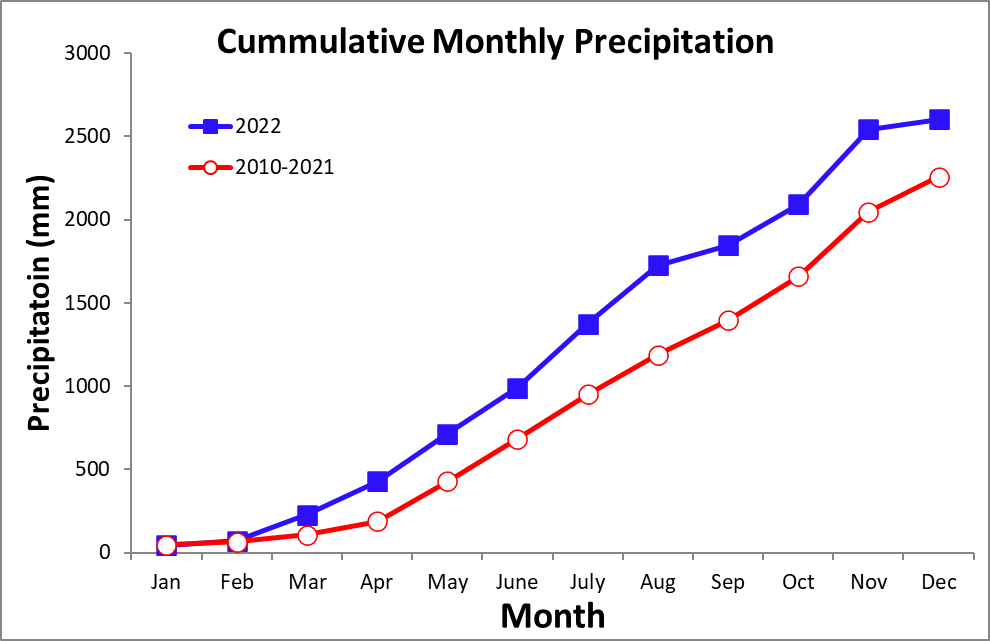 Cummulative Monthly Precipitation
3000
2500
2000
1500
1000
500
0
Precipitatoin (mm)
2022
2010-2021
Jan Feb Mar Apr May June July Aug Sep Oct Nov Dec
Month